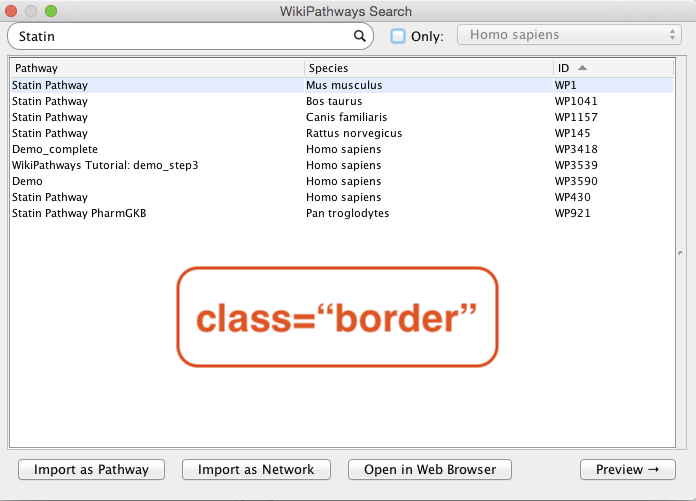 WikiPathways Search
Statin Only: Homo sapiens
Pathway Species ID
Statin Pathway Mus musculus WP1
Statin Pathway Bos taurus WP1041
Statin Pathway Canis familiaris WP1157
Statin Pathway Rattus norvegicus WP145
Demo_complete Homo sapiens WP3418
WikiPathways Tutorial: demo_step3 Homo sapiens WP3539
Demo Homo sapiens WP3590
Statin Pathway Homo sapiens WP430
Statin Pathway PharmGKB Pan troglodytes WP921
class=“border”
Import as Pathway Import as Network Open in Web Browser Preview →